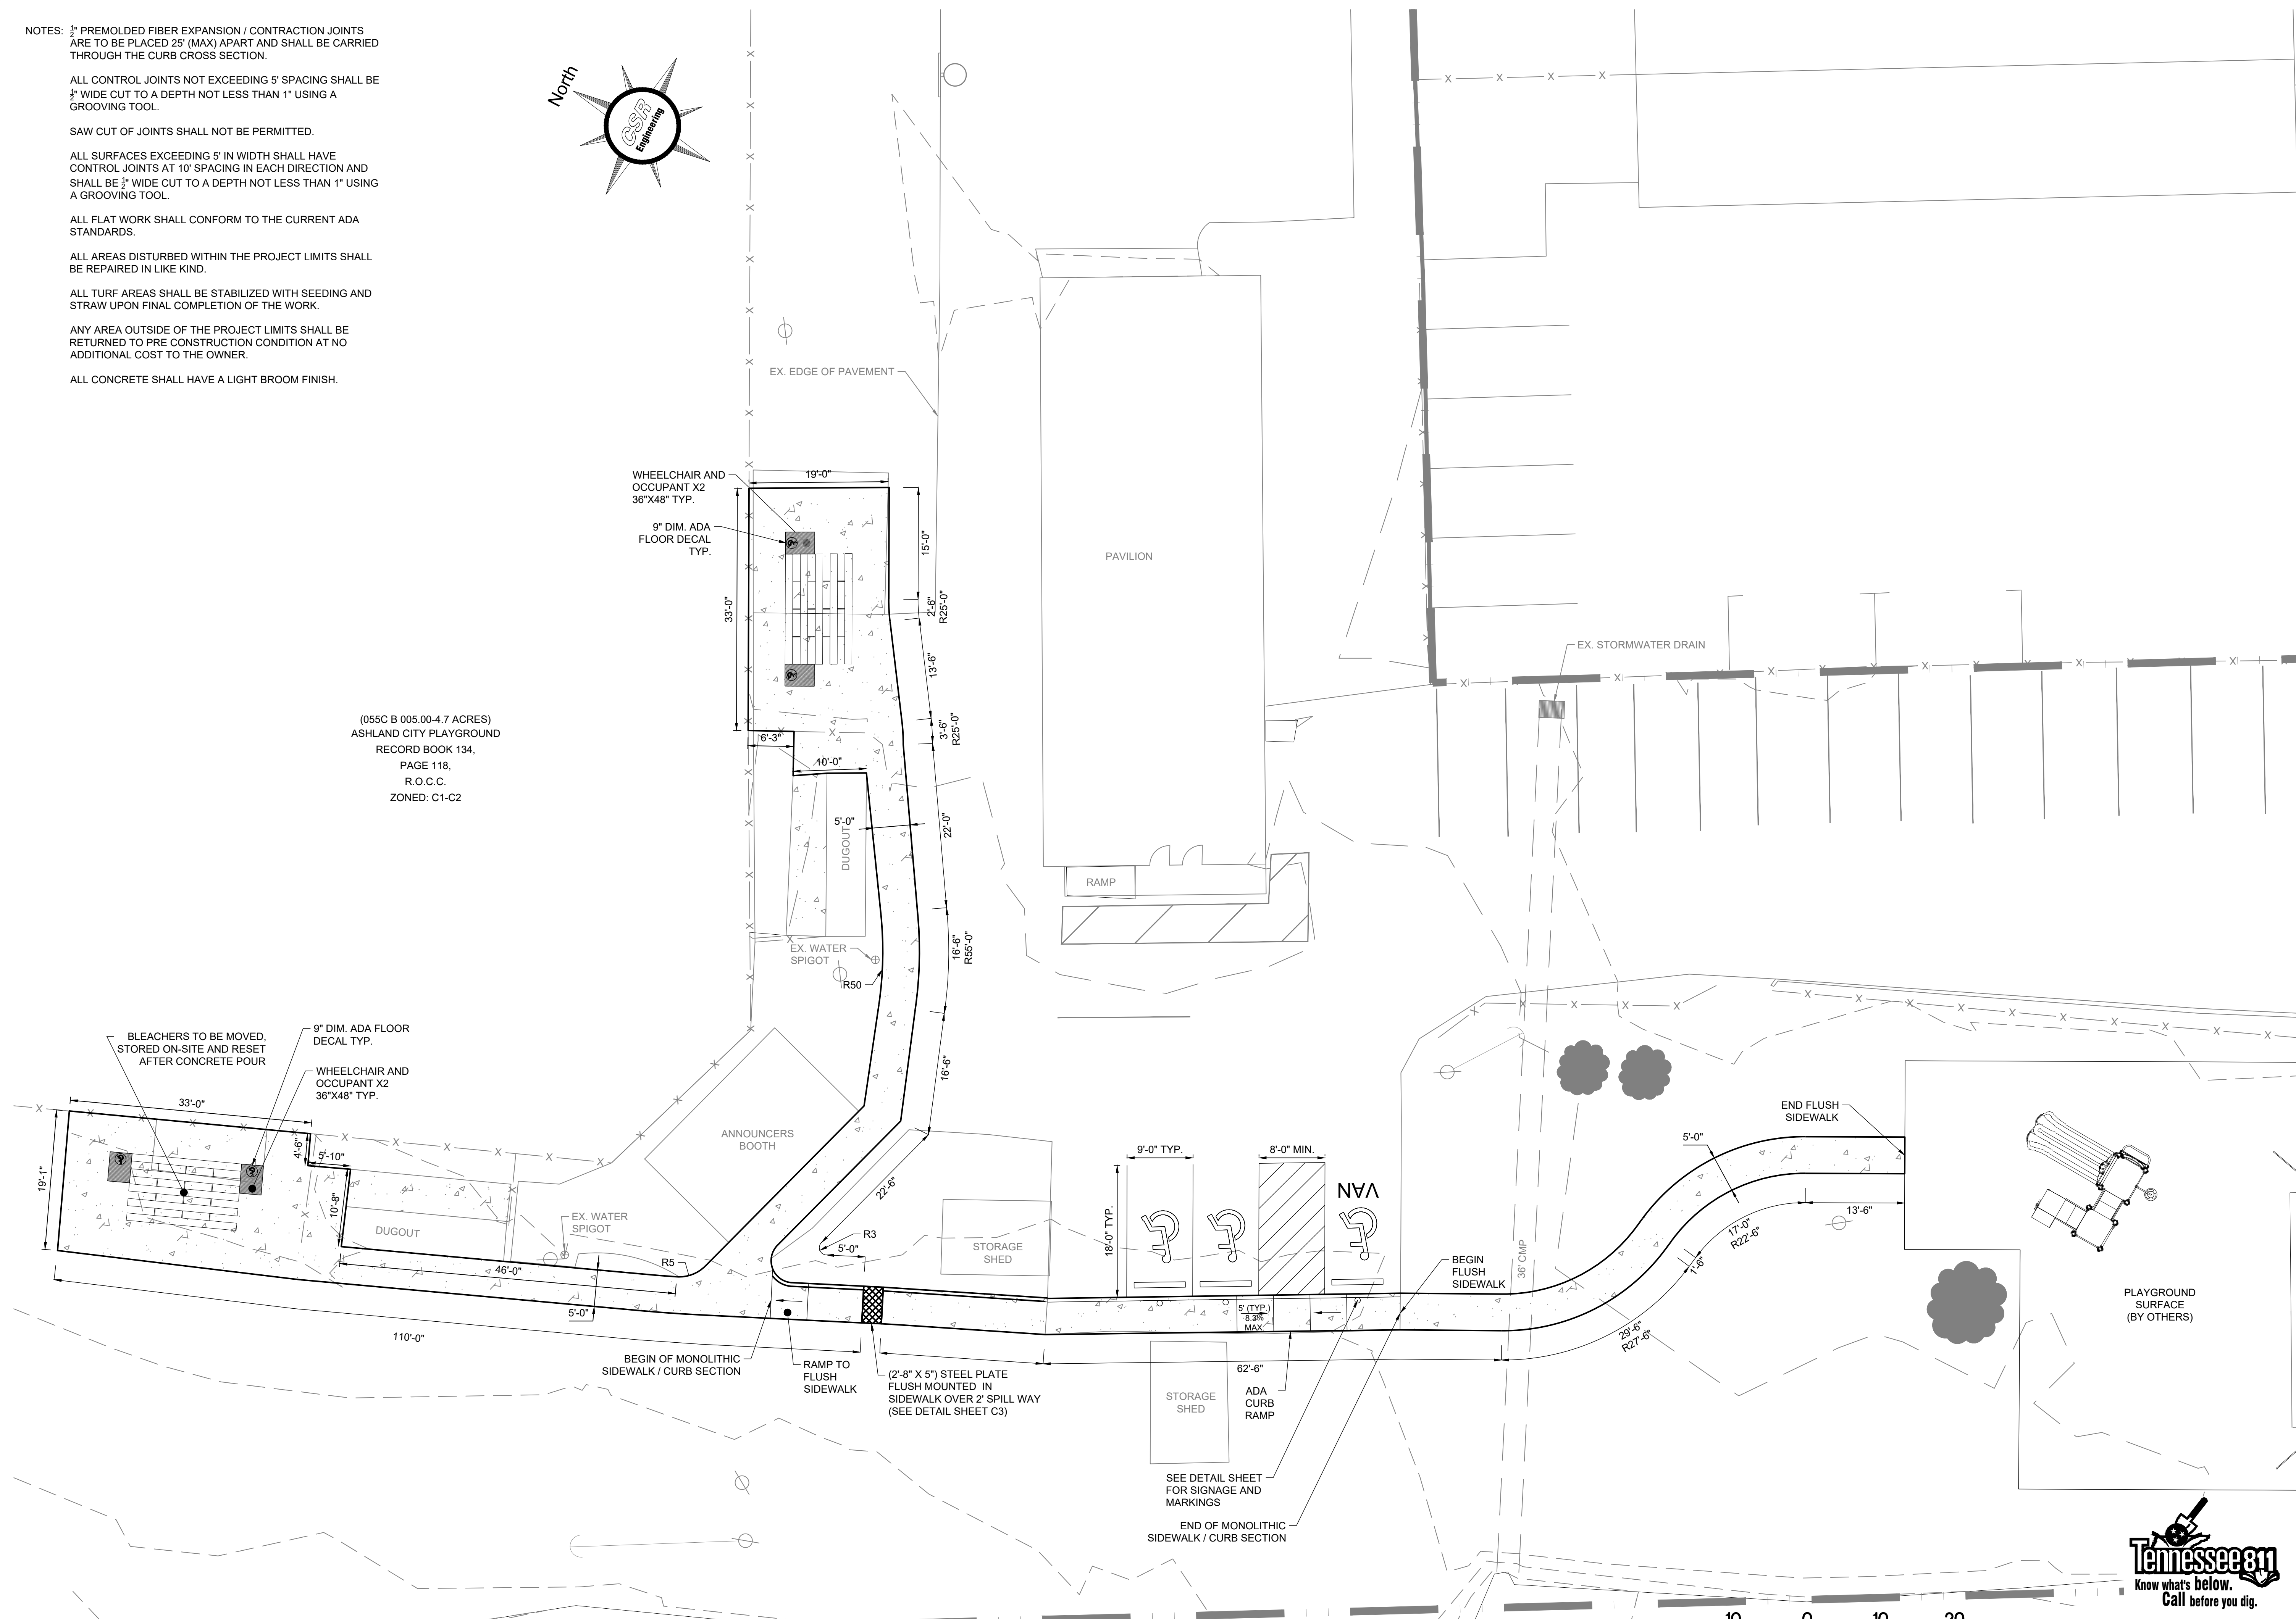 NOTES: ½" PREMOLDED FIBER EXPANSION / CONTRACTION JOINTS
ARE TO BE PLACED 25' (MAX) APART AND SHALL BE CARRIED
THROUGH THE CURB CROSS SECTION.
ALL CONTROL JOINTS NOT EXCEEDING 5' SPACING SHALL BE
½" WIDE CUT TO A DEPTH NOT LESS THAN 1" USING A
GROOVING TOOL.
SAW CUT OF JOINTS SHALL NOT BE PERMITTED.
ALL SURFACES EXCEEDING 5' IN WIDTH SHALL HAVE
CONTROL JOINTS AT 10' SPACING IN EACH DIRECTION AND
SHALL BE ½" WIDE CUT TO A DEPTH NOT LESS THAN 1" USING
A GROOVING TOOL.
ALL FLAT WORK SHALL CONFORM TO THE CURRENT ADA
STANDARDS.
ALL AREAS DISTURBED WITHIN THE PROJECT LIMITS SHALL
BE REPAIRED IN LIKE KIND.
ALL TURF AREAS SHALL BE STABILIZED WITH SEEDING AND
STRAW UPON FINAL COMPLETION OF THE WORK.
ANY AREA OUTSIDE OF THE PROJECT LIMITS SHALL BE
RETURNED TO PRE CONSTRUCTION CONDITION AT NO
ADDITIONAL COST TO THE OWNER.
ALL CONCRETE SHALL HAVE A LIGHT BROOM FINISH.
North
CSR
Engineering
EX. EDGE OF PAVEMENT
WHEELCHAIR AND
OCCUPANT X2
36"X48" TYP.
19'-0"
9" DIM. ADA
FLOOR DECAL
TYP.
15'-0"
33'-0"
2'-6"
R25'-0"
13'-6"
3'-6"
R25'-0"
6'-3"
10'-0"
5'-0"
22'-0"
DUGOUT
PAVILION
RAMP
EX. STORMWATER DRAIN
(055C B 005.00-4.7 ACRES)
ASHLAND CITY PLAYGROUND
RECORD BOOK 134,
PAGE 118,
R.O.C.C.
ZONED: C1-C2
EX. WATER
SPIGOT
R50
16'-6"
R55'-0"
16'-6"
BLEACHERS TO BE MOVED,
STORED ON-SITE AND RESET
AFTER CONCRETE POUR
9" DIM. ADA FLOOR
DECAL TYP.
WHEELCHAIR AND
OCCUPANT X2
36"X48" TYP.
33'-0"
19'-1"
4'-6"
5'-10"
10'-8"
DUGOUT
EX. WATER
SPIGOT
46'-0"
R5
5'-0"
110'-0"
ANNOUNCERS
BOOTH
22'-6"
R3
5'-0"
STORAGE
SHED
9'-0" TYP.
8'-0" MIN.
18'-0" TYP.
VAN
5' (TYP.)
8.3%
MAX
BEGIN
FLUSH
SIDEWALK
36' CMP
END FLUSH
SIDEWALK
5'-0"
13'-6"
17'-0"
R22'-6"
1'-6"
29'-6"
R27'-6"
PLAYGROUND
SURFACE
(BY OTHERS)
BEGIN OF MONOLITHIC
SIDEWALK / CURB SECTION
RAMP TO
FLUSH
SIDEWALK
(2'-8" X 5") STEEL PLATE
FLUSH MOUNTED IN
SIDEWALK OVER 2' SPILL WAY
(SEE DETAIL SHEET C3)
62'-6"
STORAGE
SHED
ADA
CURB
RAMP
SEE DETAIL SHEET
FOR SIGNAGE AND
MARKINGS
END OF MONOLITHIC
SIDEWALK / CURB SECTION
Tennessee811
Know what's below.
Call before you dig.
10 0 10 20